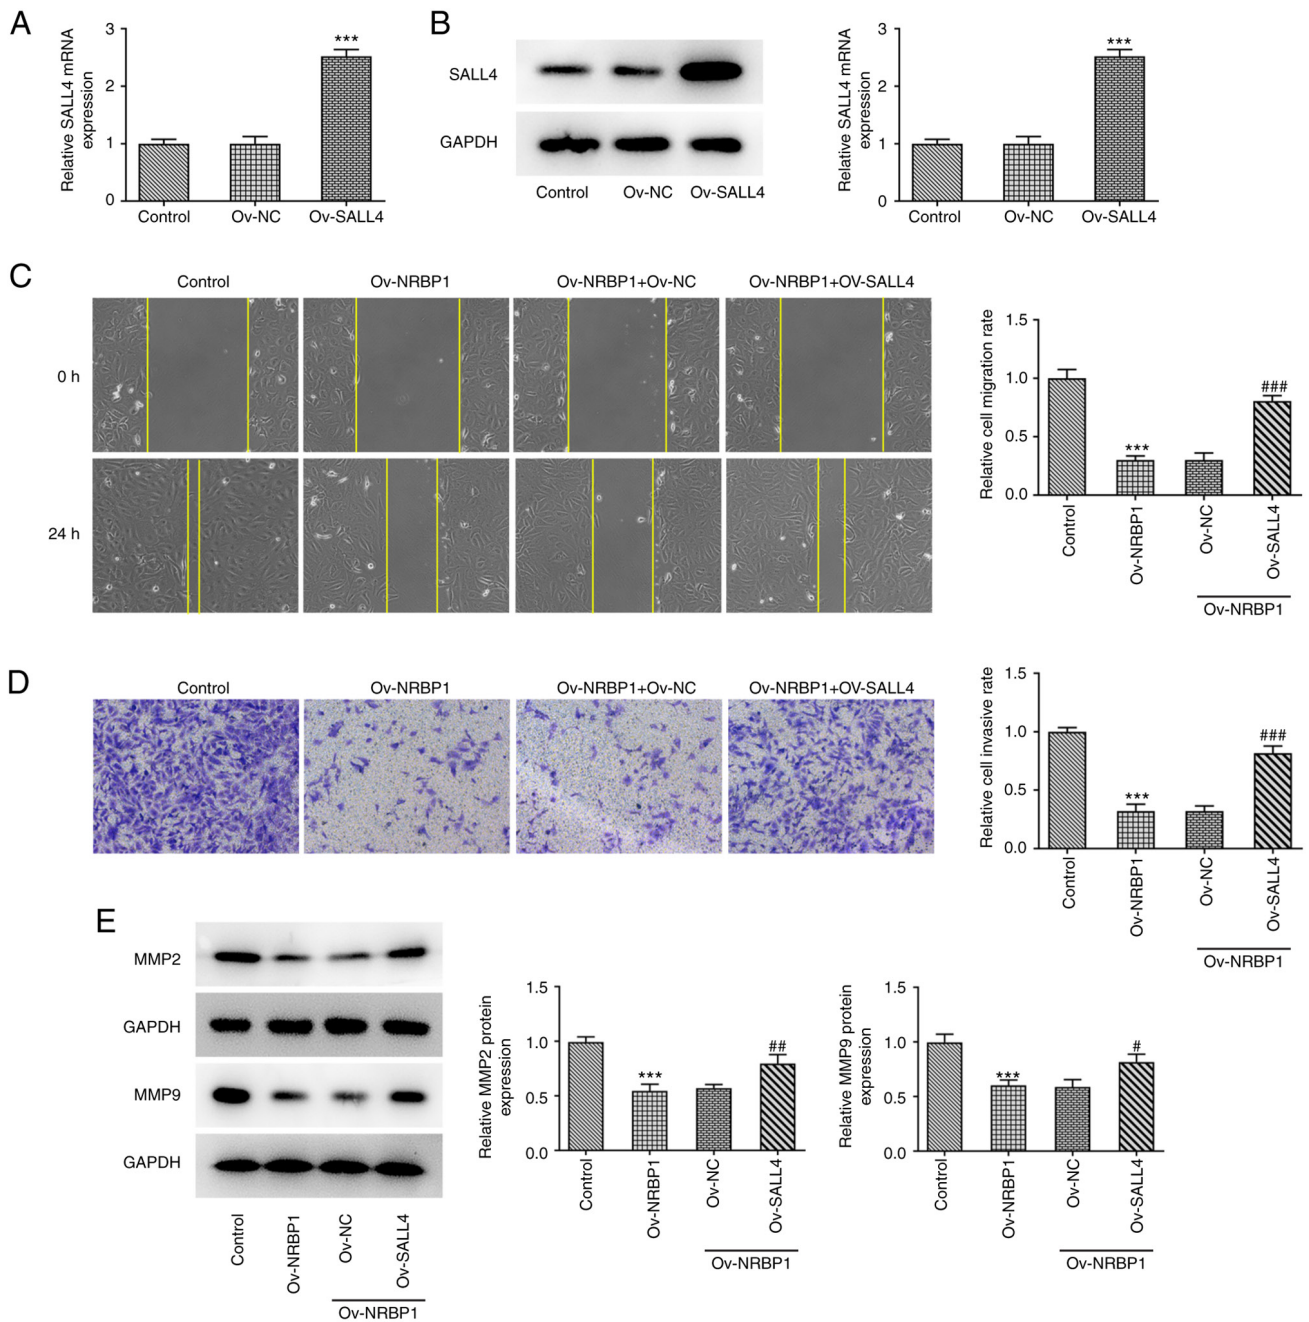 A
Relative SALL4 mRNA
expression
3
2
1
0
***
Control
Ov-NC
Ov-SALL4
B
SALL4
GAPDH
Control
Ov-NC
Ov-SALL4
Relative SALL4 mRNA
expression
3
2
1
0
***
Control
Ov-NC
Ov-SALL4
C
Control
Ov-NRBP1
Ov-NRBP1+Ov-NC
Ov-NRBP1+OV-SALL4
0 h
24 h
Relative cell migration rate
1.5
1.0
0.5
0.0
***
###
Control
Ov-NRBP1
Ov-NC
Ov-SALL4
Ov-NRBP1
D
Control
Ov-NRBP1
Ov-NRBP1+Ov-NC
Ov-NRBP1+OV-SALL4
Relative cell invasive rate
1.5
1.0
0.5
0.0
***
###
Control
Ov-NRBP1
Ov-NC
Ov-SALL4
Ov-NRBP1
E
MMP2
GAPDH
MMP9
GAPDH
Control
Ov-NRBP1
Ov-NC
Ov-SALL4
Ov-NRBP1
Relative MMP2 protein
expression
1.5
1.0
0.5
0.0
***
##
Control
Ov-NRBP1
Ov-NC
Ov-SALL4
Ov-NRBP1
Relative MMP9 protein
expression
1.5
1.0
0.5
0.0
***
#
Control
Ov-NRBP1
Ov-NC
Ov-SALL4
Ov-NRBP1